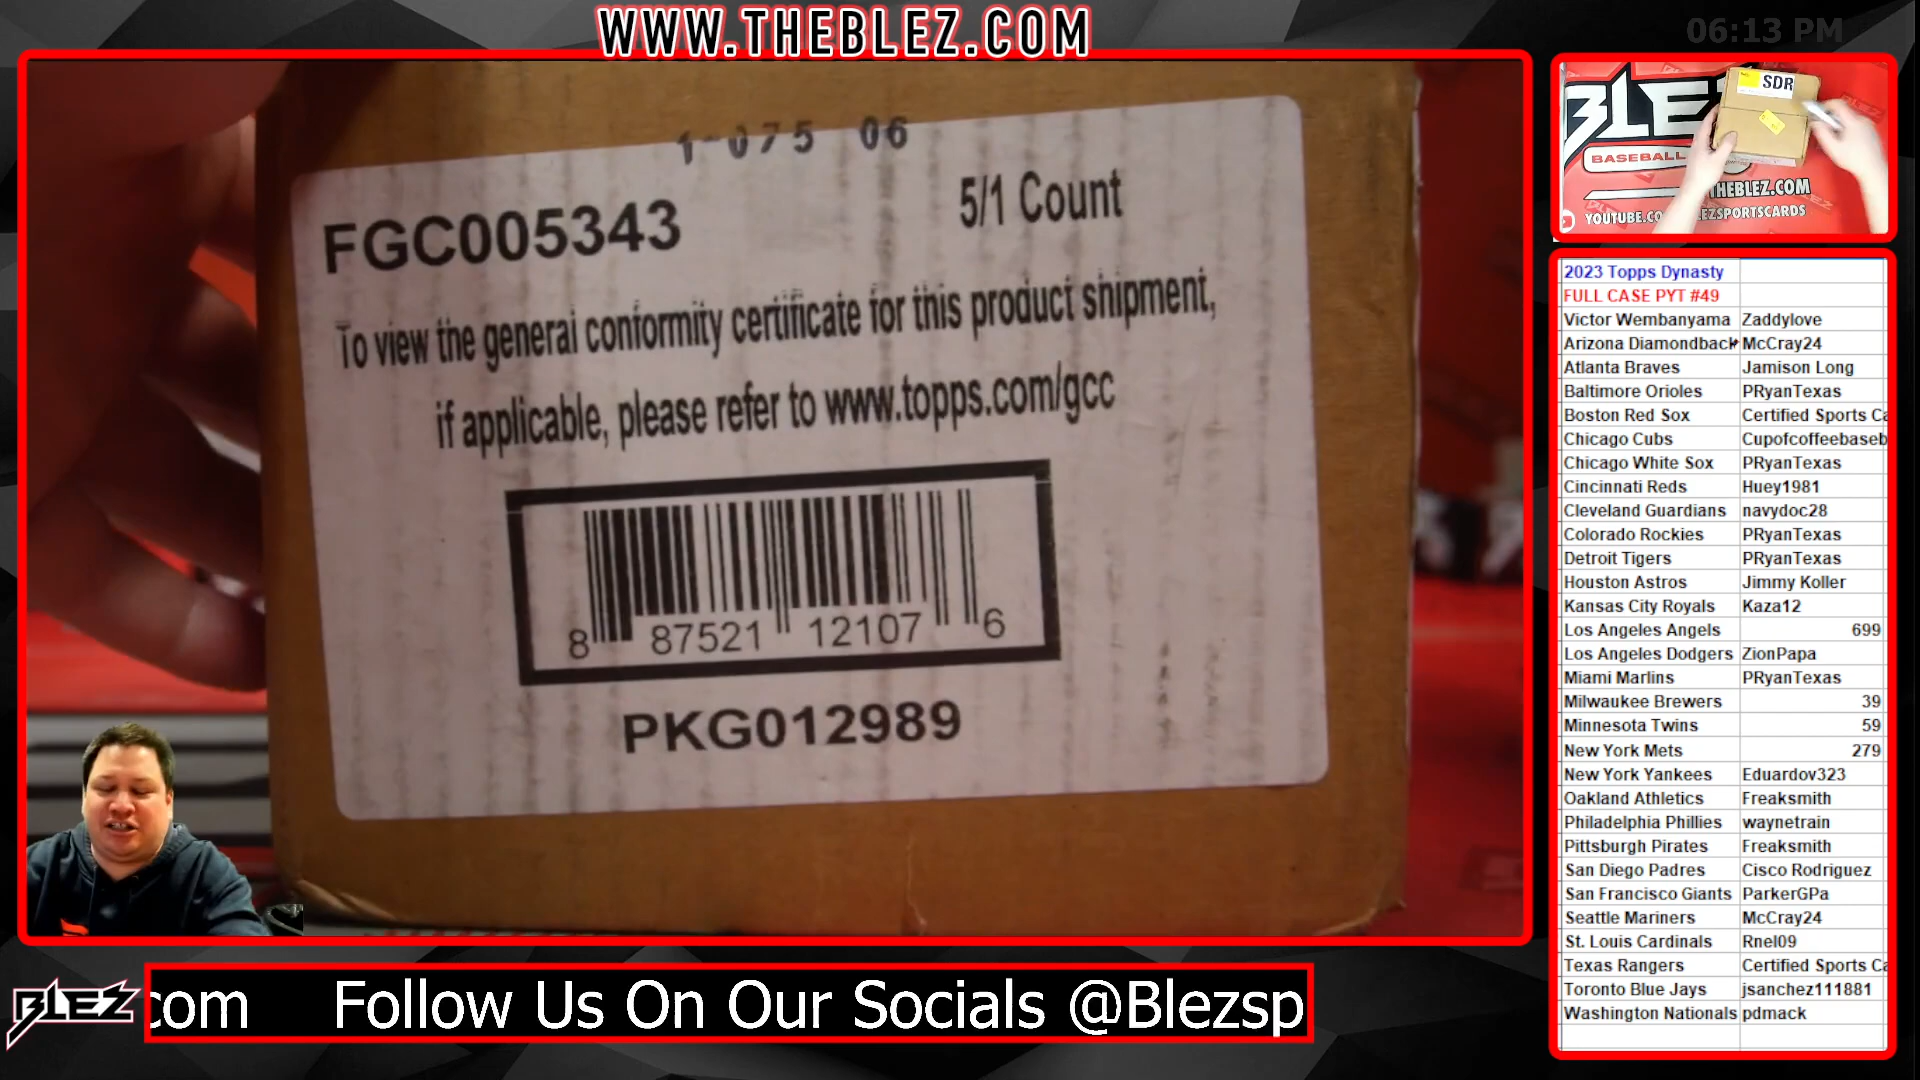 WWW.THEBLEZ.COM
06:13 PM
1-075 06
FGC005343
5/1 Count
To view the general conformity certificate for this product shipment,
if applicable, please refer to www.topps.com/gcc
8 87521 12107 6
PKG012989
SDR
BLEZ
BASEBALL
THEBLEZ.COM
2023 Topps Dynasty
FULL CASE PYT #49
Victor Wembanyama Zaddylove
Arizona Diamondback McCray24
Atlanta Braves Jamison Long
Baltimore Orioles PRyanTexas
Boston Red Sox Certified Sports Ca
Chicago Cubs Cupofcoffeebaseb
Chicago White Sox PRyanTexas
Cincinnati Reds Huey1981
Cleveland Guardians navydoc28
Colorado Rockies PRyanTexas
Detroit Tigers PRyanTexas
Houston Astros Jimmy Koller
Kansas City Royals Kaza12
Los Angeles Angels 699
Los Angeles Dodgers ZionPapa
Miami Marlins PRyanTexas
Milwaukee Brewers 39
Minnesota Twins 59
New York Mets 279
New York Yankees Eduardov323
Oakland Athletics Freaksmith
Philadelphia Phillies waynetrain
Pittsburgh Pirates Freaksmith
San Diego Padres Cisco Rodriguez
San Francisco Giants ParkerGPa
Seattle Mariners McCray24
St. Louis Cardinals Rnel09
Texas Rangers Certified Sports Ca
Toronto Blue Jays jsanchez111881
Washington Nationals pdmack
BLEZ
com Follow Us On Our Socials @Blezsp